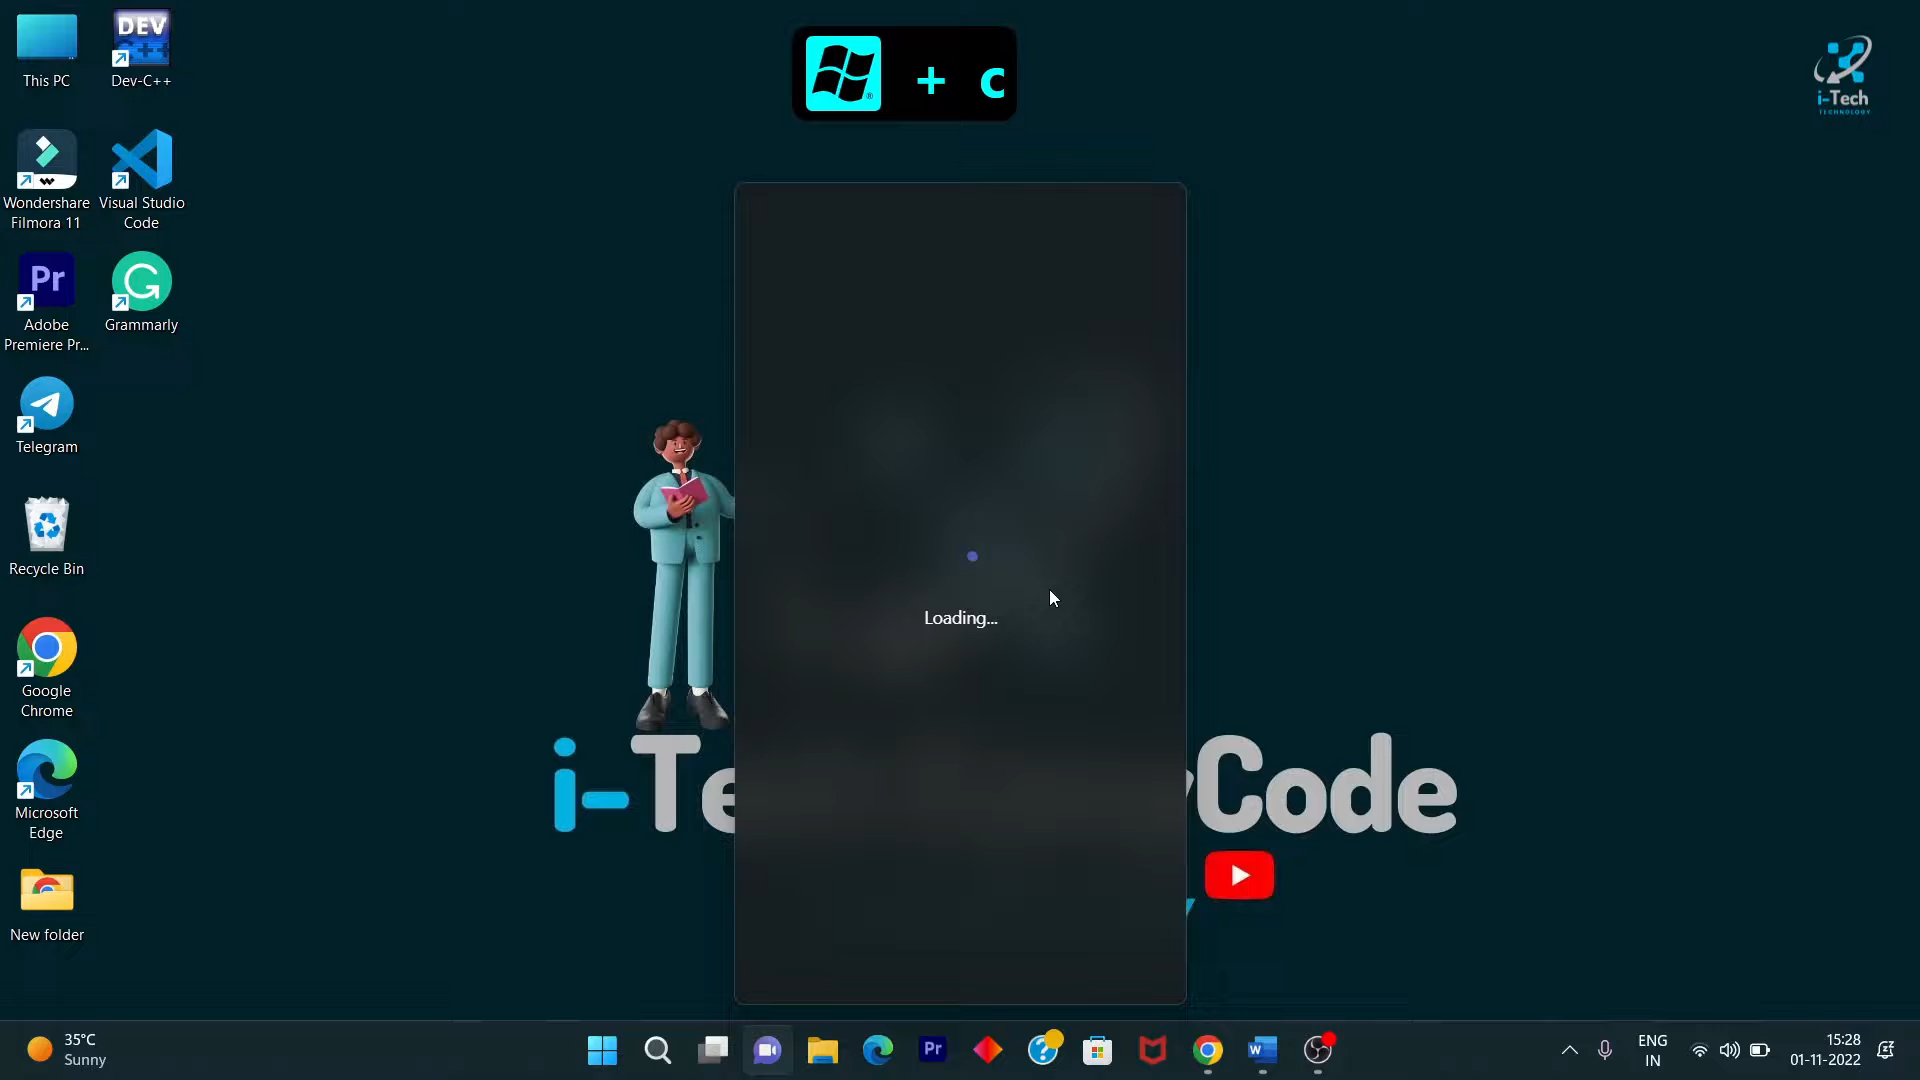 This PC
DEV
C++
Dev-C++
+ c
i-Tech
TECHNOLOGY
Wondershare
Filmora 11
Visual Studio
Code
Pr
Adobe
Premiere Pr...
Grammarly
Telegram
Recycle Bin
Google
Chrome
Microsoft
Edge
New folder
Loading...
i-Te
Code
35°C
Sunny
Pr
?
W
ENG
IN
15:28
01-11-2022